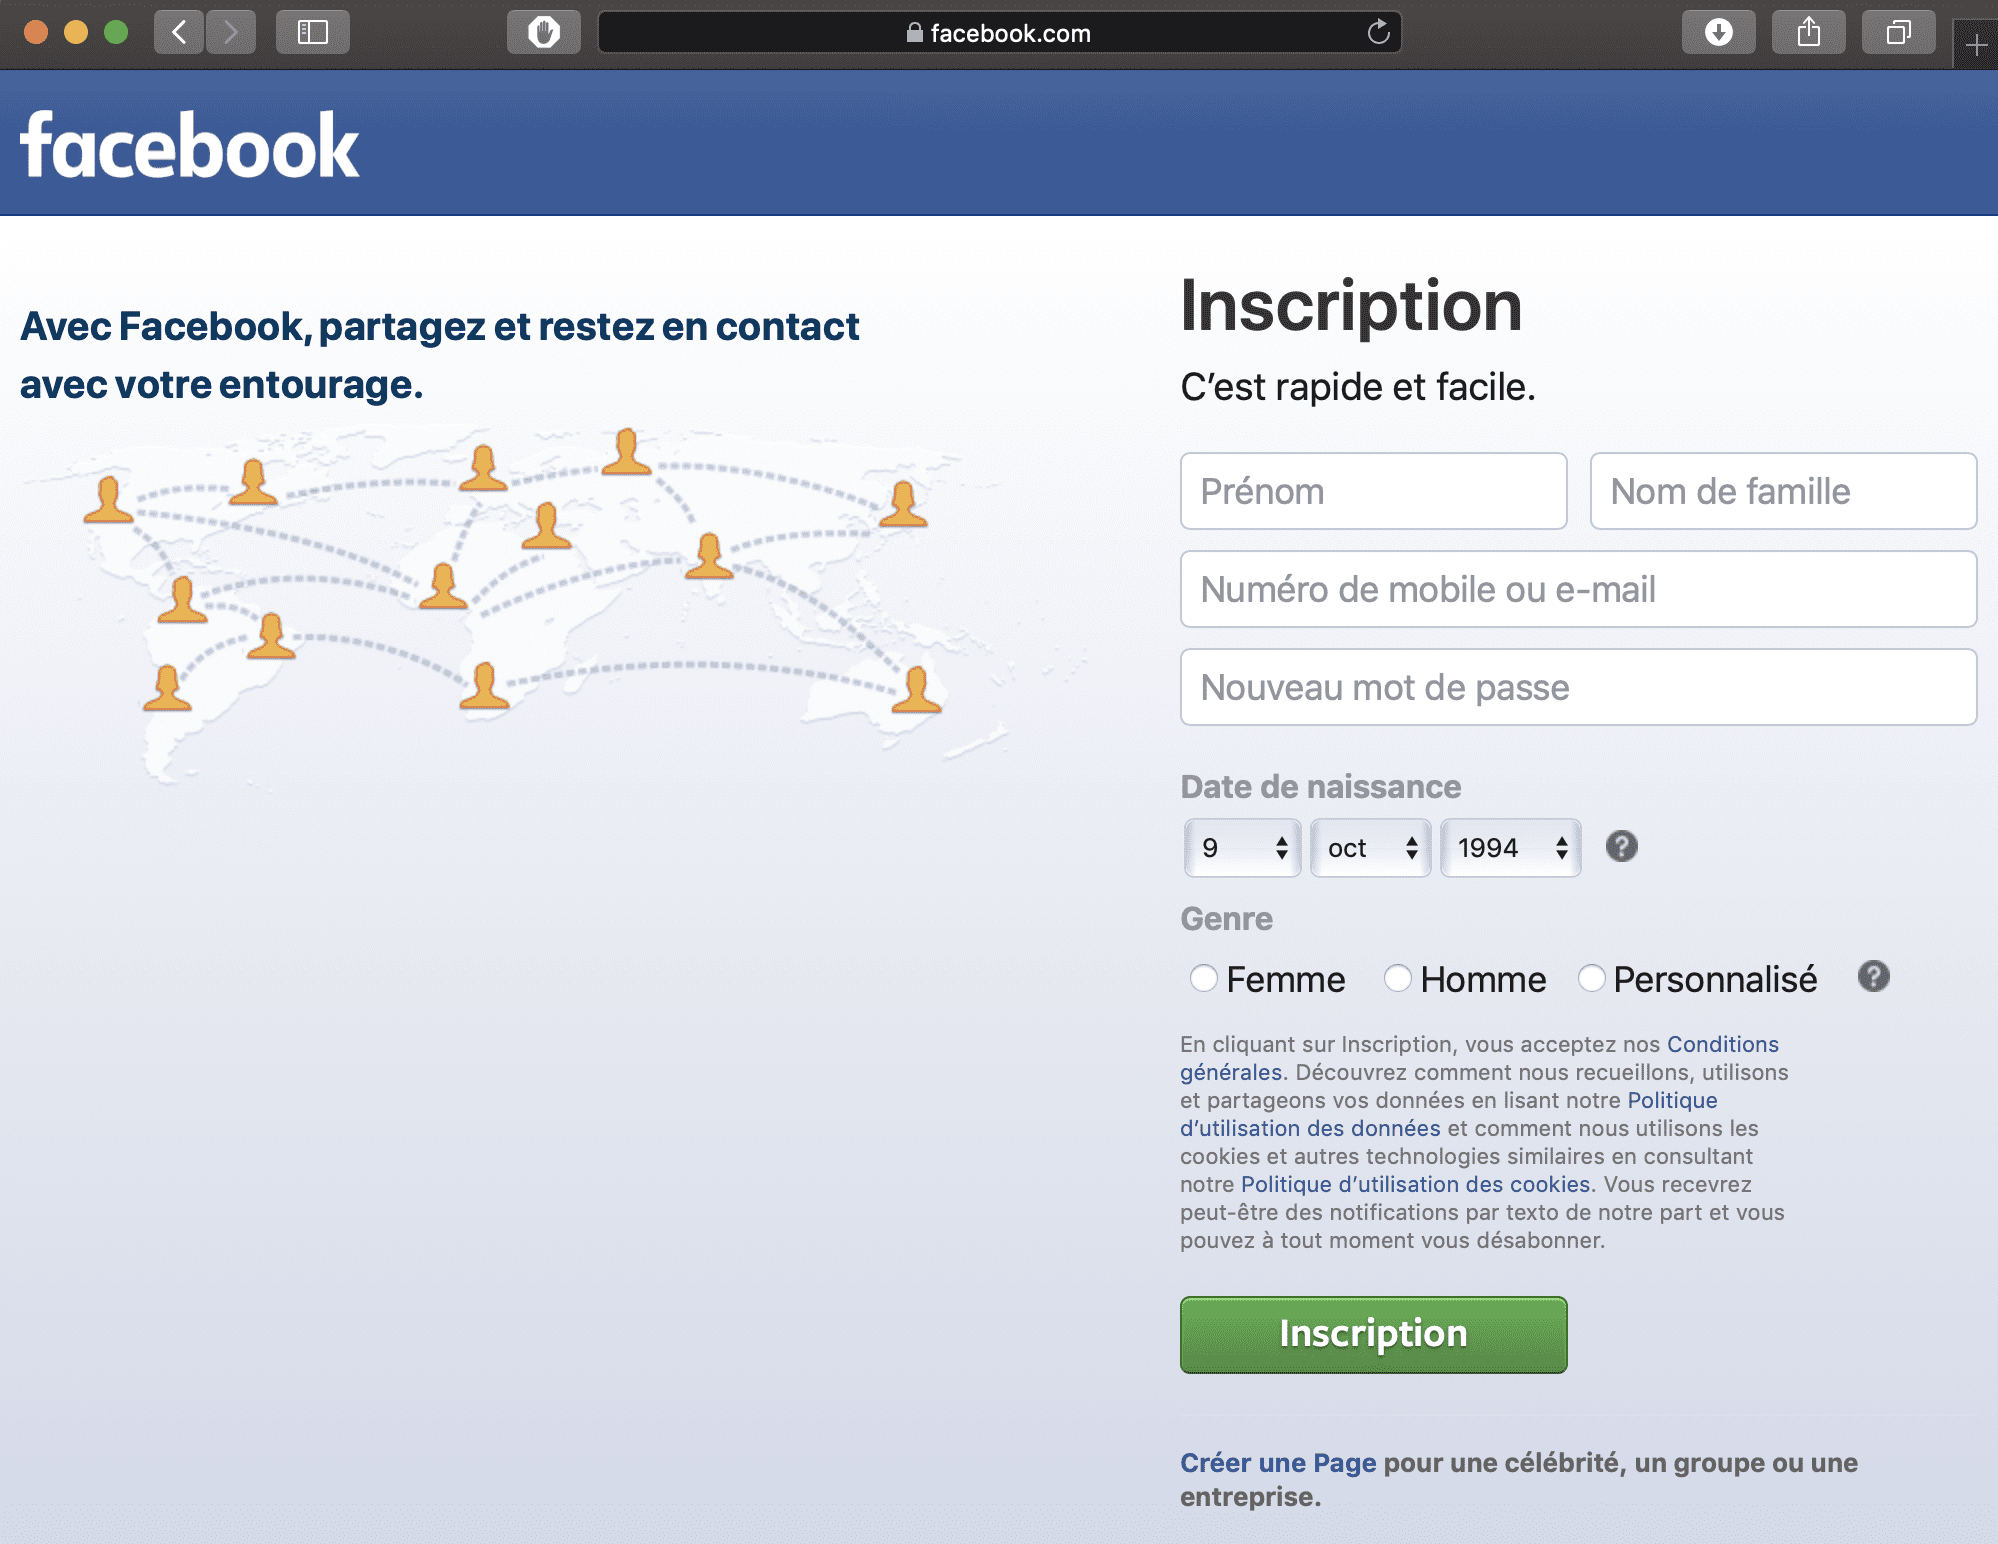 facebook.com
facebook
Avec Facebook, partagez et restez en contact
avec votre entourage.
Inscription
C’est rapide et facile.
Prénom
Nom de famille
Numéro de mobile ou e-mail
Nouveau mot de passe
Date de naissance
9 oct 1994 ?
Genre
Femme Homme Personnalisé ?
En cliquant sur Inscription, vous acceptez nos Conditions
générales. Découvrez comment nous recueillons, utilisons
et partageons vos données en lisant notre Politique
d’utilisation des données et comment nous utilisons les
cookies et autres technologies similaires en consultant
notre Politique d’utilisation des cookies. Vous recevrez
peut-être des notifications par texto de notre part et vous
pouvez à tout moment vous désabonner.
Inscription
Créer une Page pour une célébrité, un groupe ou une
entreprise.